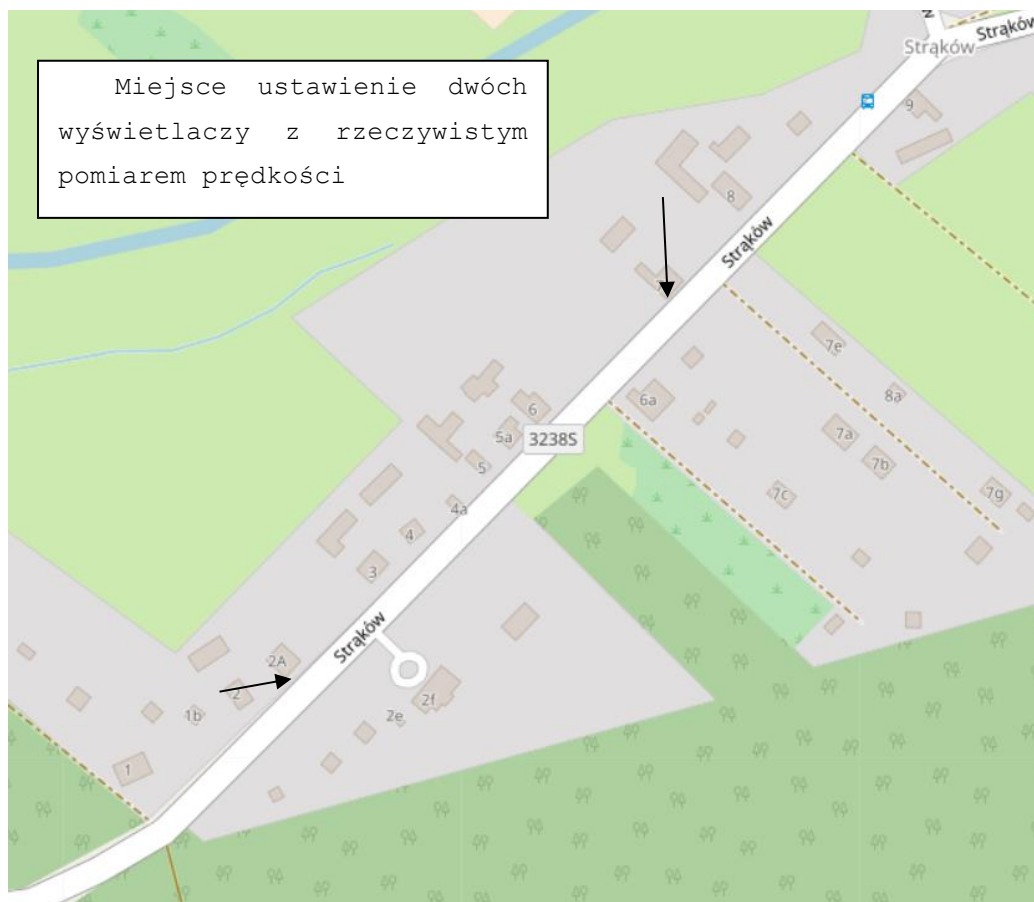 Miejsce ustawienie dwóch
wyświetlaczy z rzeczywistym
pomiarem prędkości
Strąków
Strąków
9
8
Strąków
7e
6a
8a
6
5a
3238S
7a
7b
5
7c
7g
4a
4
3
Strąków
2A
2
2f
1b
2e
1